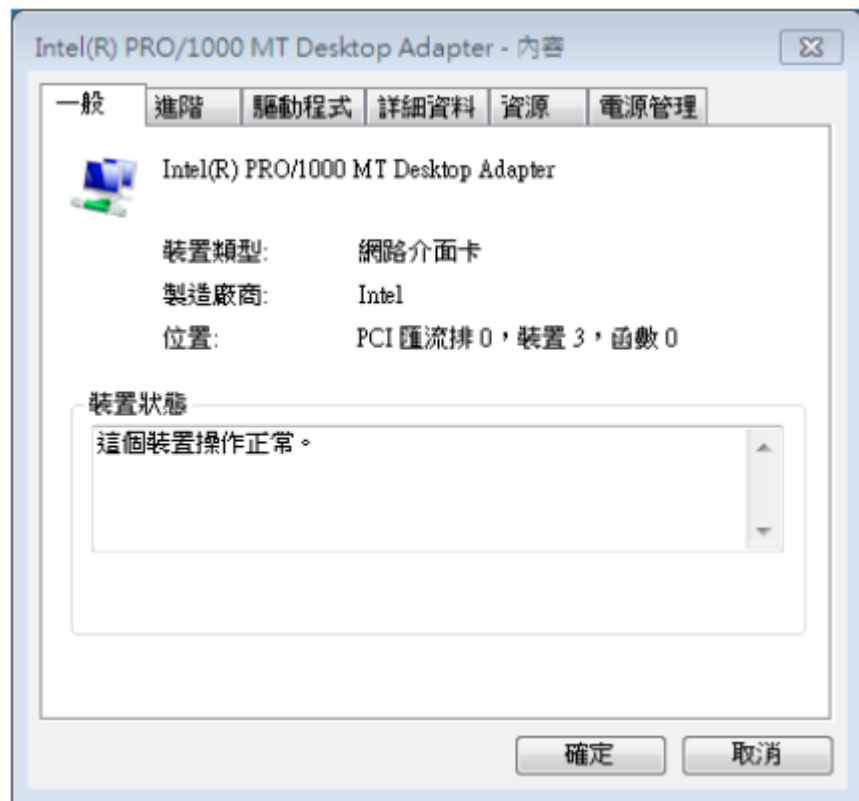 Intel(R) PRO/1000 MT Desktop Adapter - 內容
一般 進階 驅動程式 詳細資料 資源 電源管理
Intel(R) PRO/1000 MT Desktop Adapter
裝置類型: 網路介面卡
製造廠商: Intel
位置: PCI 匯流排 0，裝置 3，函數 0
裝置狀態
這個裝置操作正常。
確定 取消